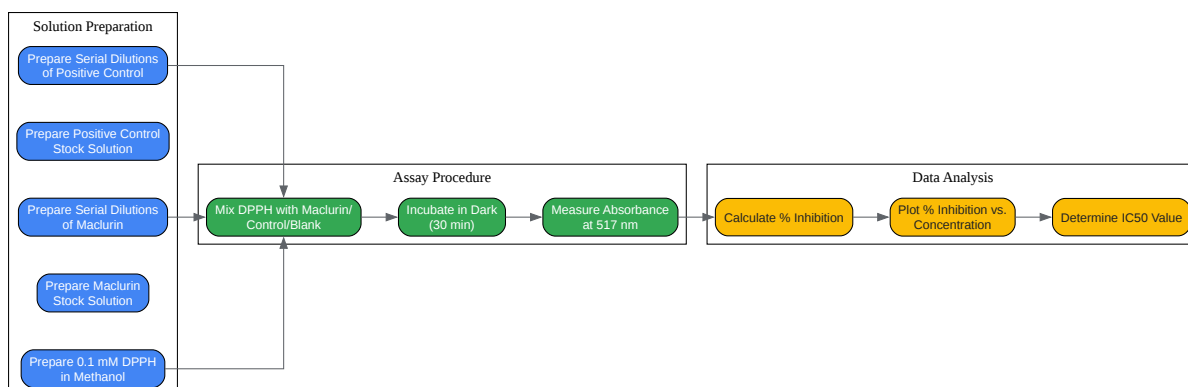 Solution Preparation
Prepare Serial Dilutions
of Positive Control
Prepare Positive Control
Stock Solution
Prepare Serial Dilutions
of Maclurin
Prepare Maclurin
Stock Solution
Prepare 0.1 mM DPPH
in Methanol
Assay Procedure
Mix DPPH with Maclurin/
Control/Blank
Incubate in Dark
(30 min)
Measure Absorbance
at 517 nm
Data Analysis
Calculate % Inhibition
Plot % Inhibition vs.
Concentration
Determine IC50 Value